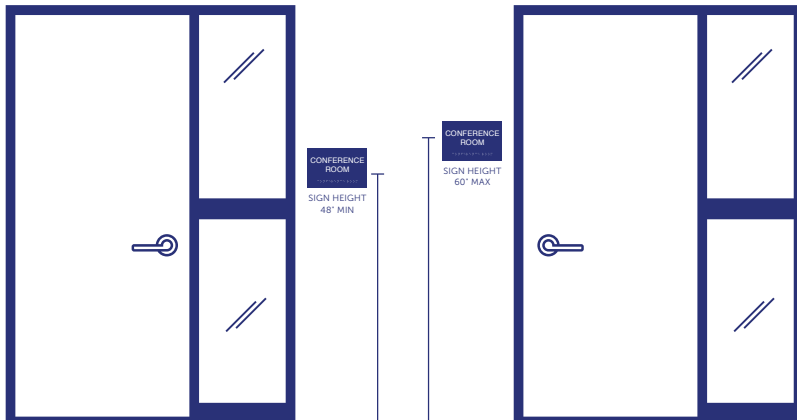 CONFERENCE
ROOM
SIGN HEIGHT
48" MIN
CONFERENCE
ROOM
SIGN HEIGHT
60" MAX